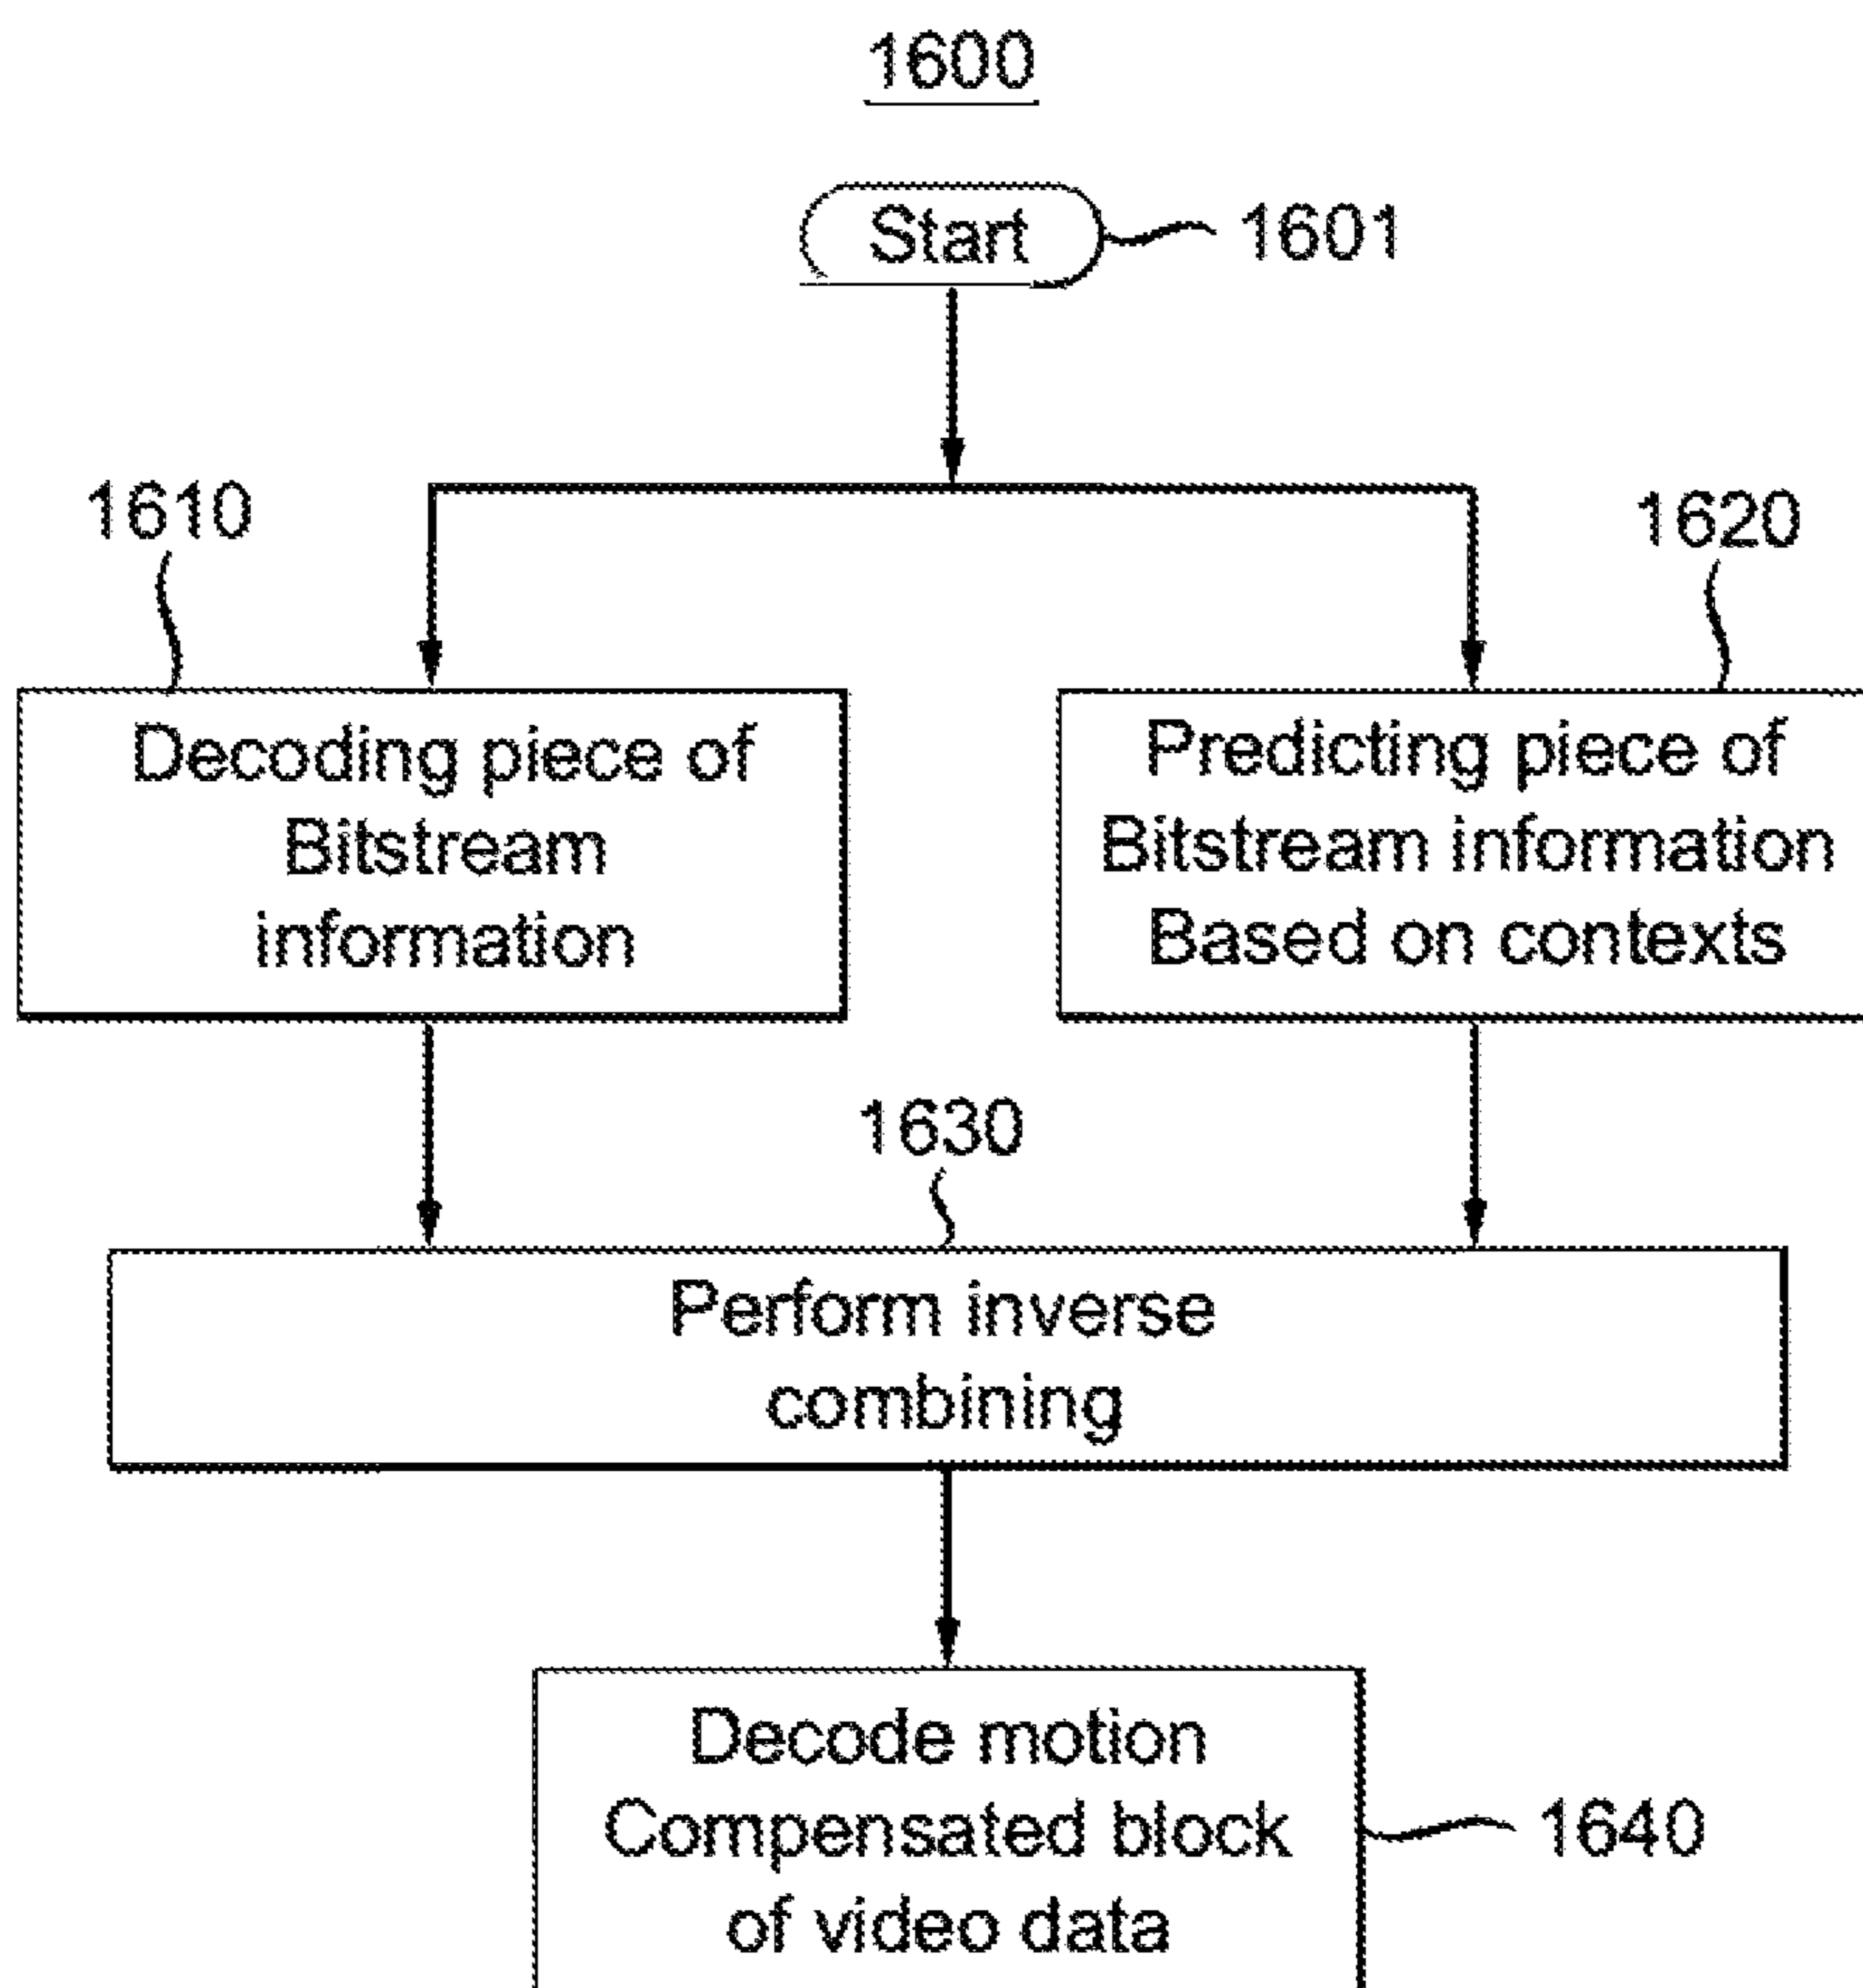 1600
Start
1601
1610
1620
Decoding piece of
Bitstream
information
Predicting piece of
Bitstream information
Based on contexts
1630
Perform inverse
combining
Decode motion
Compensated block
of video data
1640